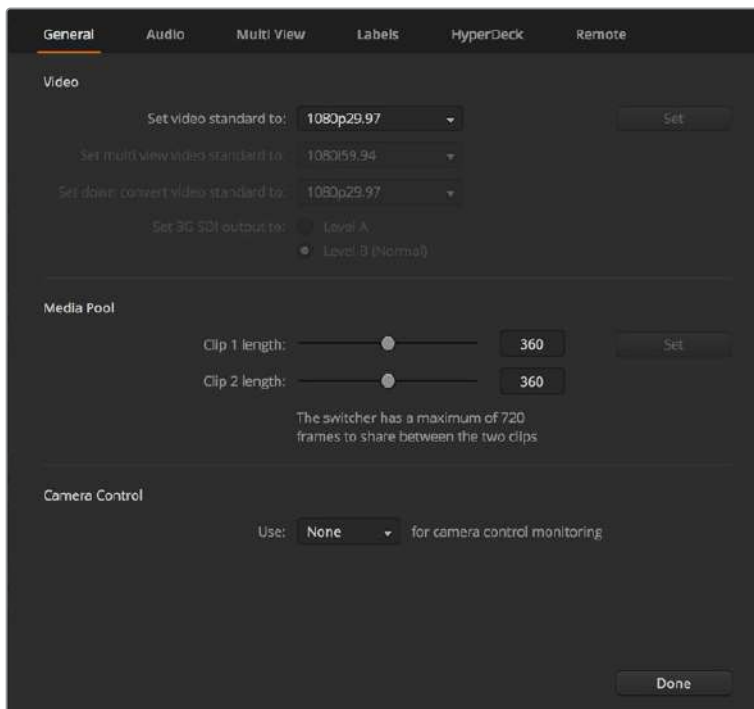 General Audio Multi View Labels HyperDeck Remote
Video
Set video standard to: 1080p29.97 Set
Set multi view video standard to: 1080i59.94
Set down convert video standard to: 1080p29.97
Set 3G SDI output to: Level A
Level B (Normal)
Media Pool
Clip 1 length: 360 Set
Clip 2 length: 360
The switcher has a maximum of 720
frames to share between the two clips
Camera Control
Use: None for camera control monitoring
Done